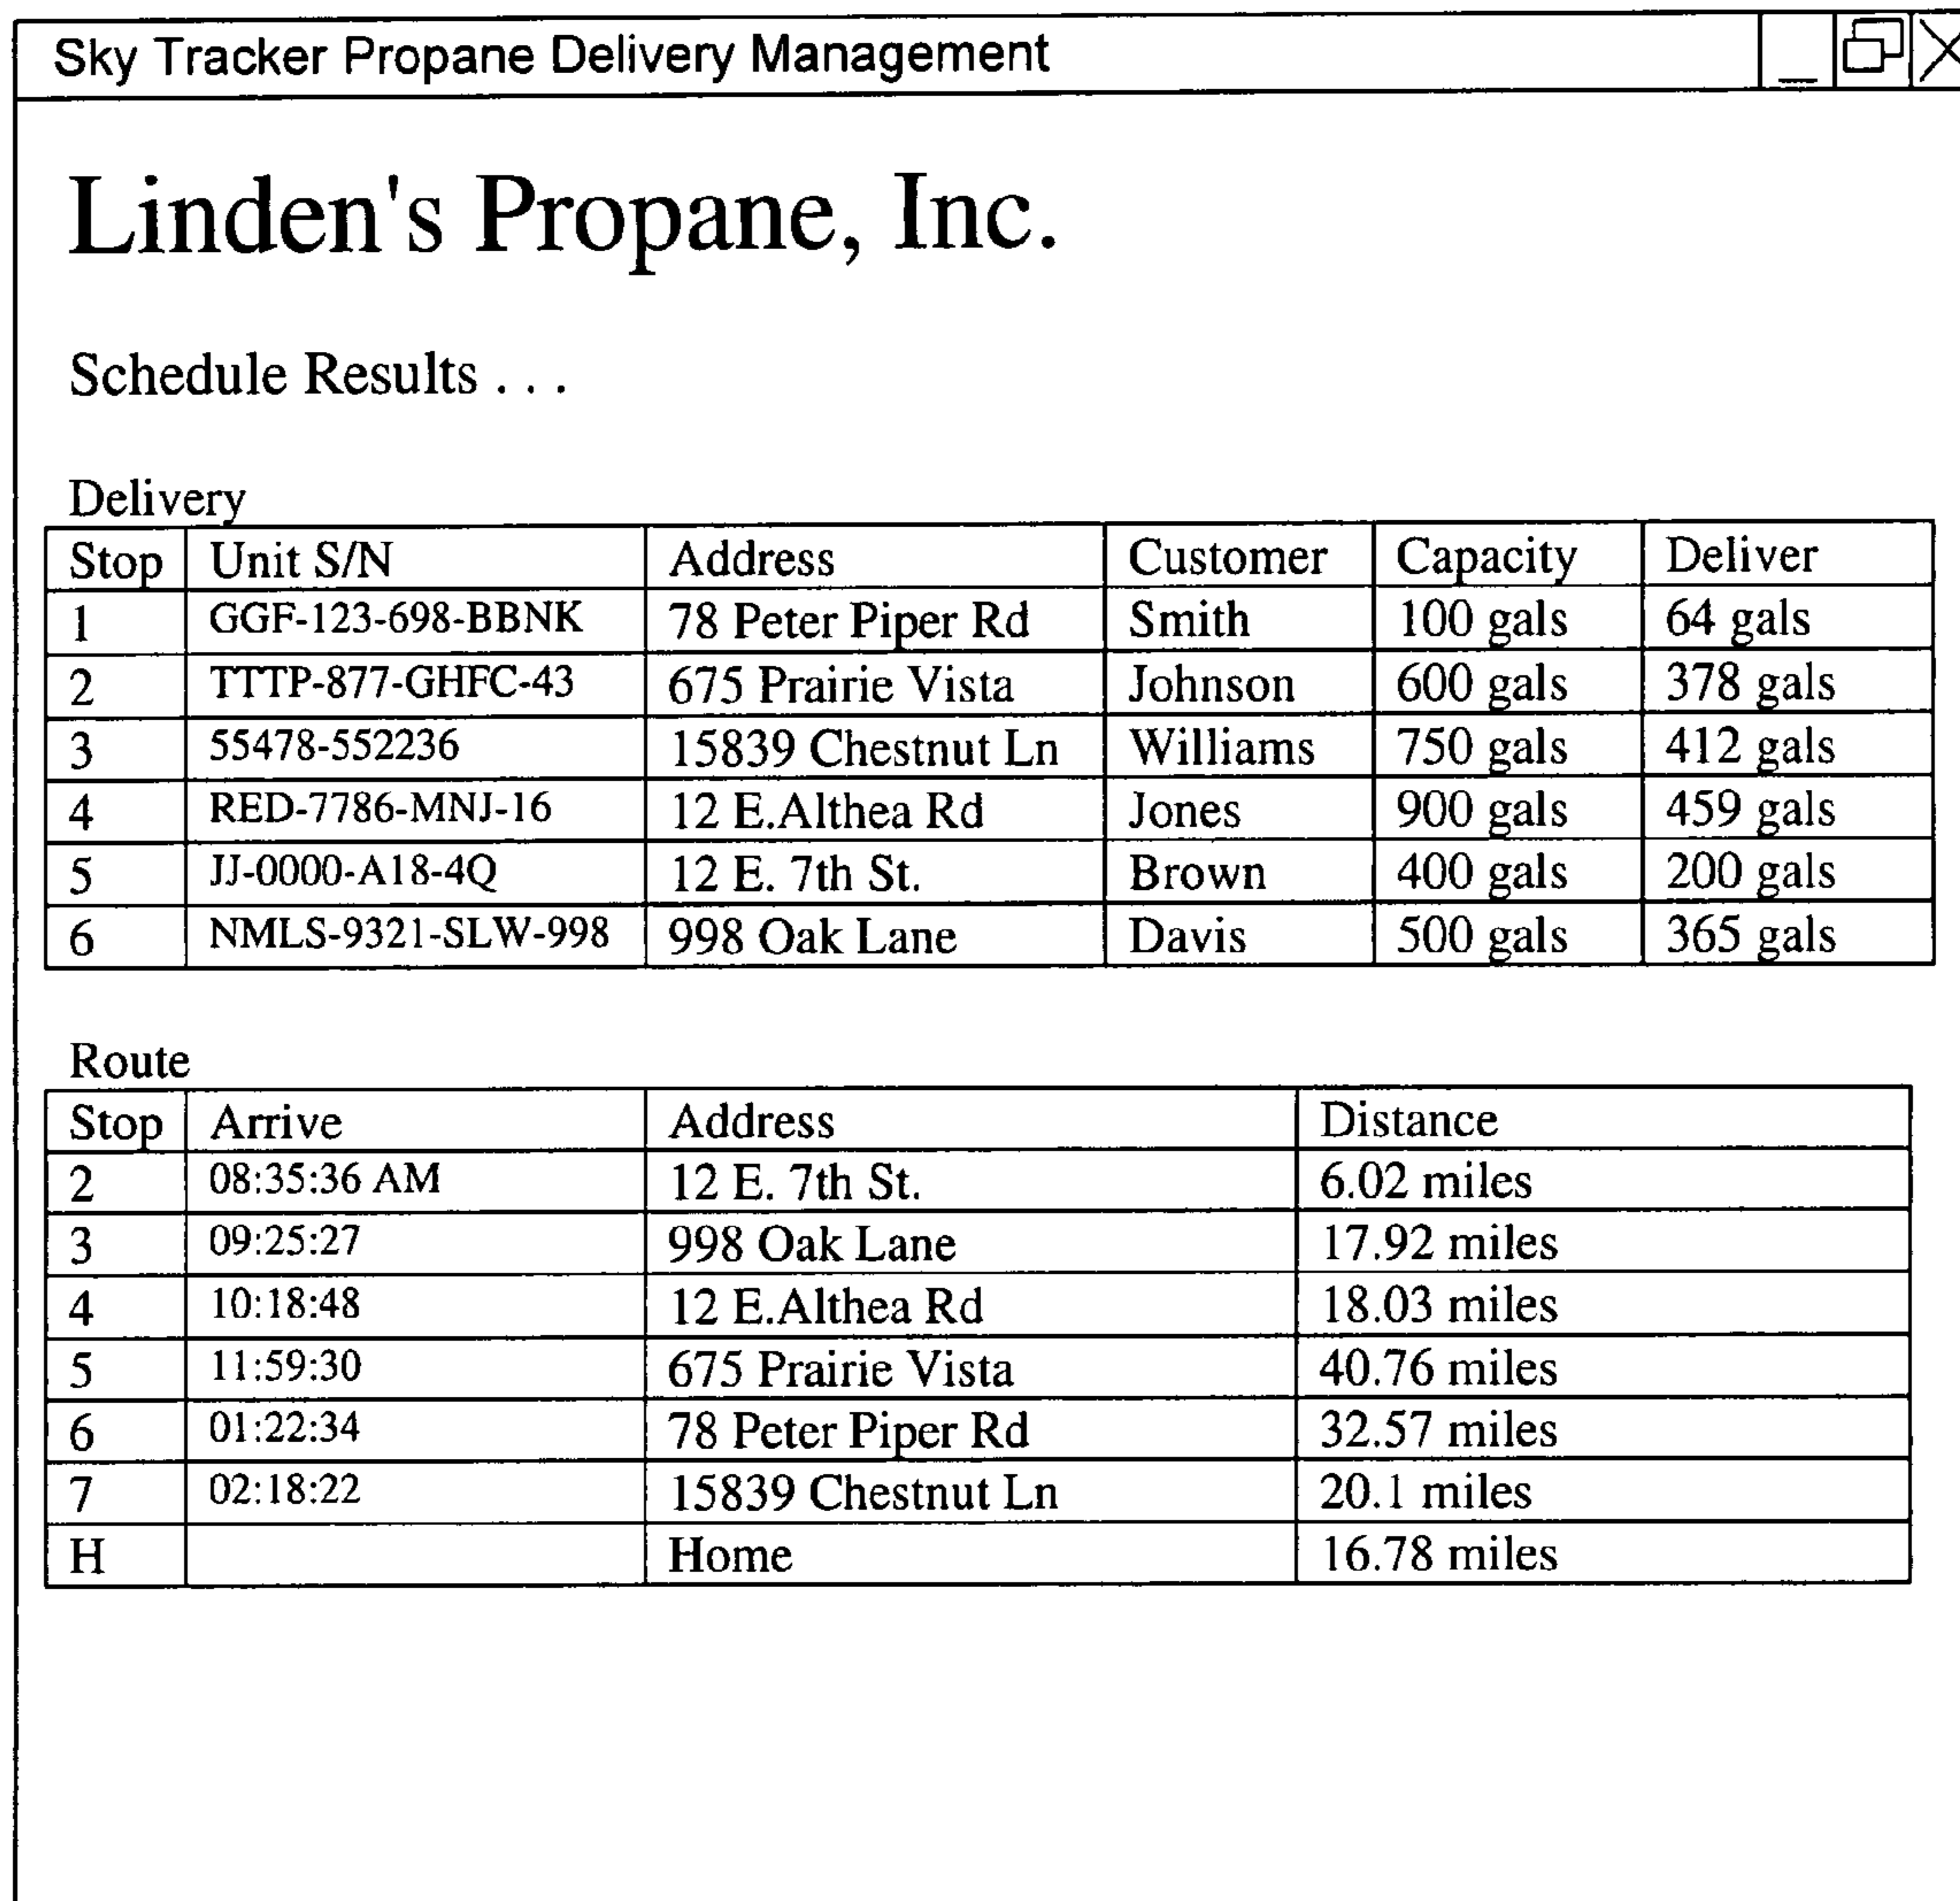 Sky Tracker Propane Delivery Management
Linden's Propane, Inc.
Schedule Results . . .
Delivery
Stop Unit S/N Address Customer Capacity Deliver
1 GGF-123-698-BBNK 78 Peter Piper Rd Smith 100 gals 64 gals
2 TTTP-877-GHFC-43 675 Prairie Vista Johnson 600 gals 378 gals
3 55478-552236 15839 Chestnut Ln Williams 750 gals 412 gals
4 RED-7786-MNJ-16 12 E.Althea Rd Jones 900 gals 459 gals
5 JJ-0000-A18-4Q 12 E. 7th St. Brown 400 gals 200 gals
6 NMLS-9321-SLW-998 998 Oak Lane Davis 500 gals 365 gals
Route
Stop Arrive Address Distance
2 08:35:36 AM 12 E. 7th St. 6.02 miles
3 09:25:27 998 Oak Lane 17.92 miles
4 10:18:48 12 E.Althea Rd 18.03 miles
5 11:59:30 675 Prairie Vista 40.76 miles
6 01:22:34 78 Peter Piper Rd 32.57 miles
7 02:18:22 15839 Chestnut Ln 20.1 miles
H Home 16.78 miles